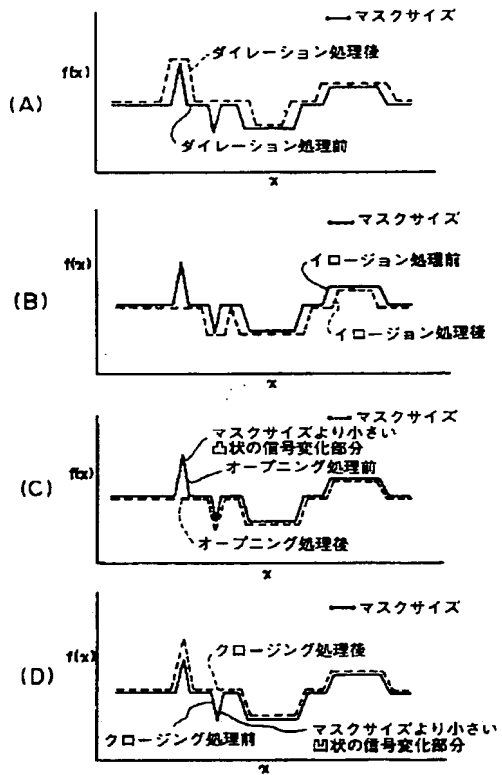 マスクサイズ
f(x)
ダイレーション処理後
(A)
ダイレーション処理前
x
マスクサイズ
f(x)
イロージョン処理前
(B)
イロージョン処理後
x
マスクサイズ
マスクサイズより小さい
凸状の信号変化部分
f(x)
オープニング処理前
(C)
オープニング処理後
x
マスクサイズ
f(x)
クロージング処理後
(D)
クロージング処理前
マスクサイズより小さい
凹状の信号変化部分
x